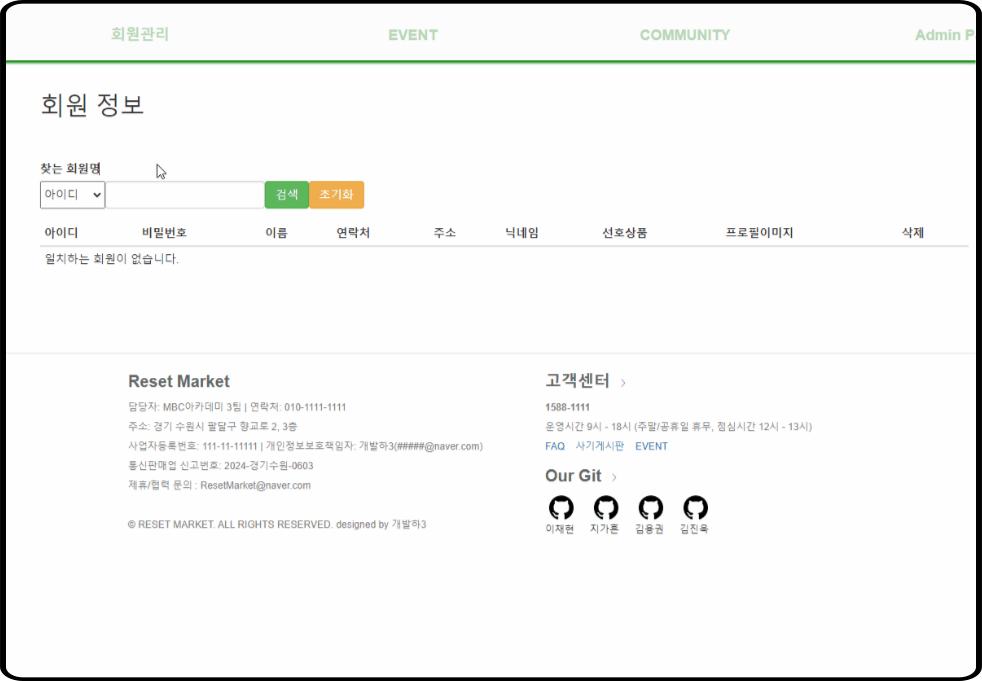 회원관리 EVENT COMMUNITY Admin P
회원 정보
찾는 회원명
아이디 검색 초기화
아이디 비밀번호 이름 연락처 주소 닉네임 선호상품 프로필이미지 삭제
일치하는 회원이 없습니다.
Reset Market
담당자: MBC아카데미 3팀 | 연락처: 010-1111-1111
주소: 경기 수원시 팔달구 향교로 2, 3층
사업자등록번호: 111-11-11111 | 개인정보보호책임자: 개발하3(#####@naver.com)
통신판매업 신고번호: 2024-경기수원-0603
제휴/협력 문의 : ResetMarket@naver.com
© RESET MARKET. ALL RIGHTS RESERVED. designed by 개발하3
고객센터 >
1588-1111
운영시간 9시 - 18시 (주말/공휴일 휴무, 점심시간 12시 - 13시)
FAQ 사기게시판 EVENT
Our Git >
이재현 지가흔 김용권 김진욱